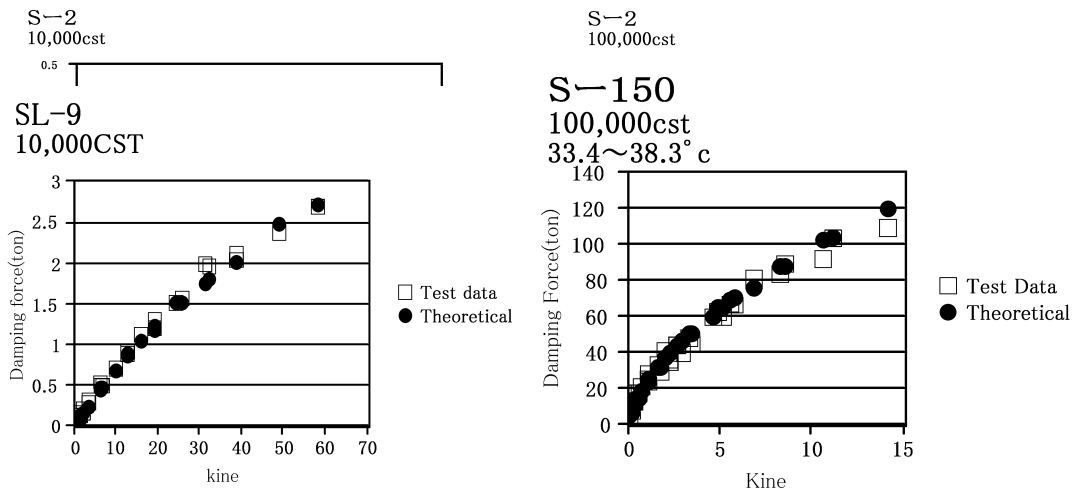 S－2
10,000cst
0.5
SL-9
10,000CST
3
2.5
2
1.5
1
0.5
0
Damping force(ton)
0 10 20 30 40 50 60 70
kine
Test data
Theoretical
S－2
100,000cst
S－150
100,000cst
33.4～38.3°c
140
120
100
80
60
40
20
0
Damping Force(ton)
0 5 10 15
Kine
Test Data
Theoretical